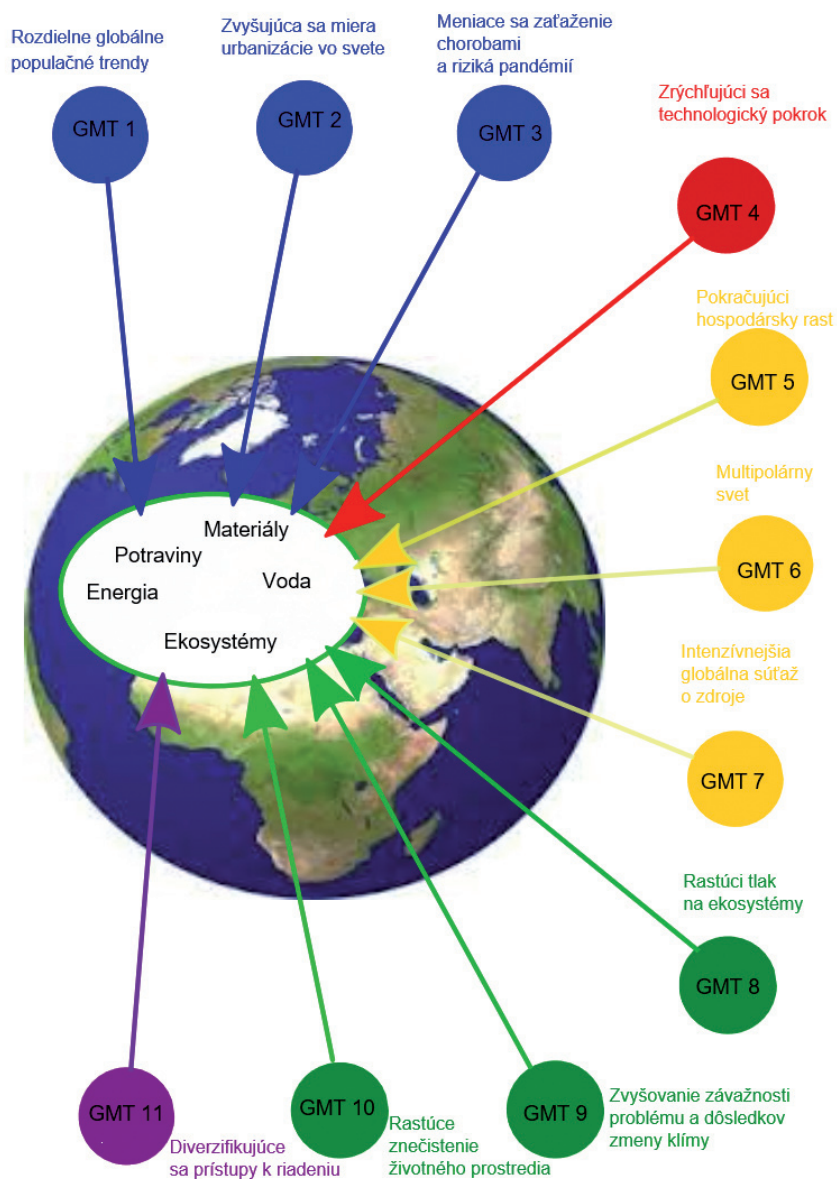 Rozdielne globálne
populačné trendy
GMT 1
Zvyšujúca sa miera
urbanizácie vo svete
GMT 2
Meniace sa zaťaženie
chorobami
a riziká pandémií
GMT 3
Zrýchľujúci sa
technologický pokrok
GMT 4
Pokračujúci
hospodársky rast
GMT 5
Multipolárny
svet
GMT 6
Intenzívnejšia
globálna súťaž
o zdroje
GMT 7
Rastúci tlak
na ekosystémy
GMT 8
Zvyšovanie závažnosti
problému a dôsledkov
zmeny klímy
GMT 9
Rastúce
znečistenie
životného prostredia
GMT 10
Diverzifikujúce
sa prístupy k riadeniu
GMT 11
Materiály
Potraviny
Voda
Energia
Ekosystémy